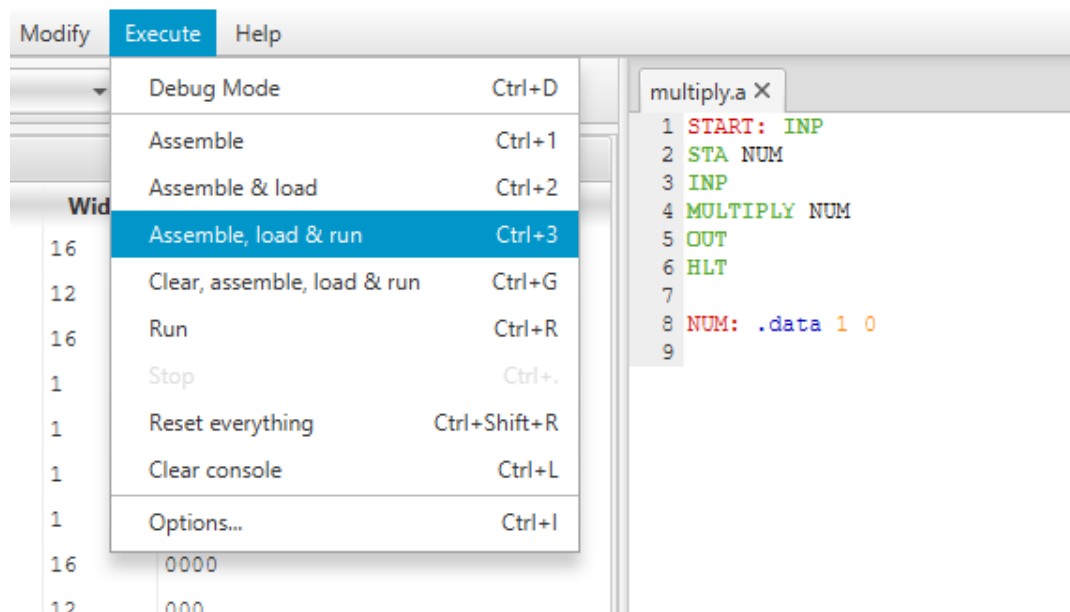 Modify Execute Help
Debug Mode Ctrl+D
Assemble Ctrl+1
Assemble & load Ctrl+2
Assemble, load & run Ctrl+3
Clear, assemble, load & run Ctrl+G
Run Ctrl+R
Stop Ctrl+.
Reset everything Ctrl+Shift+R
Clear console Ctrl+L
Options... Ctrl+I
Wid
16
12
16
1
1
1
1
16 0000
12 000
multiply.a ✕
1 START: INP
2 STA NUM
3 INP
4 MULTIPLY NUM
5 OUT
6 HLT
7
8 NUM: .data 1 0
9